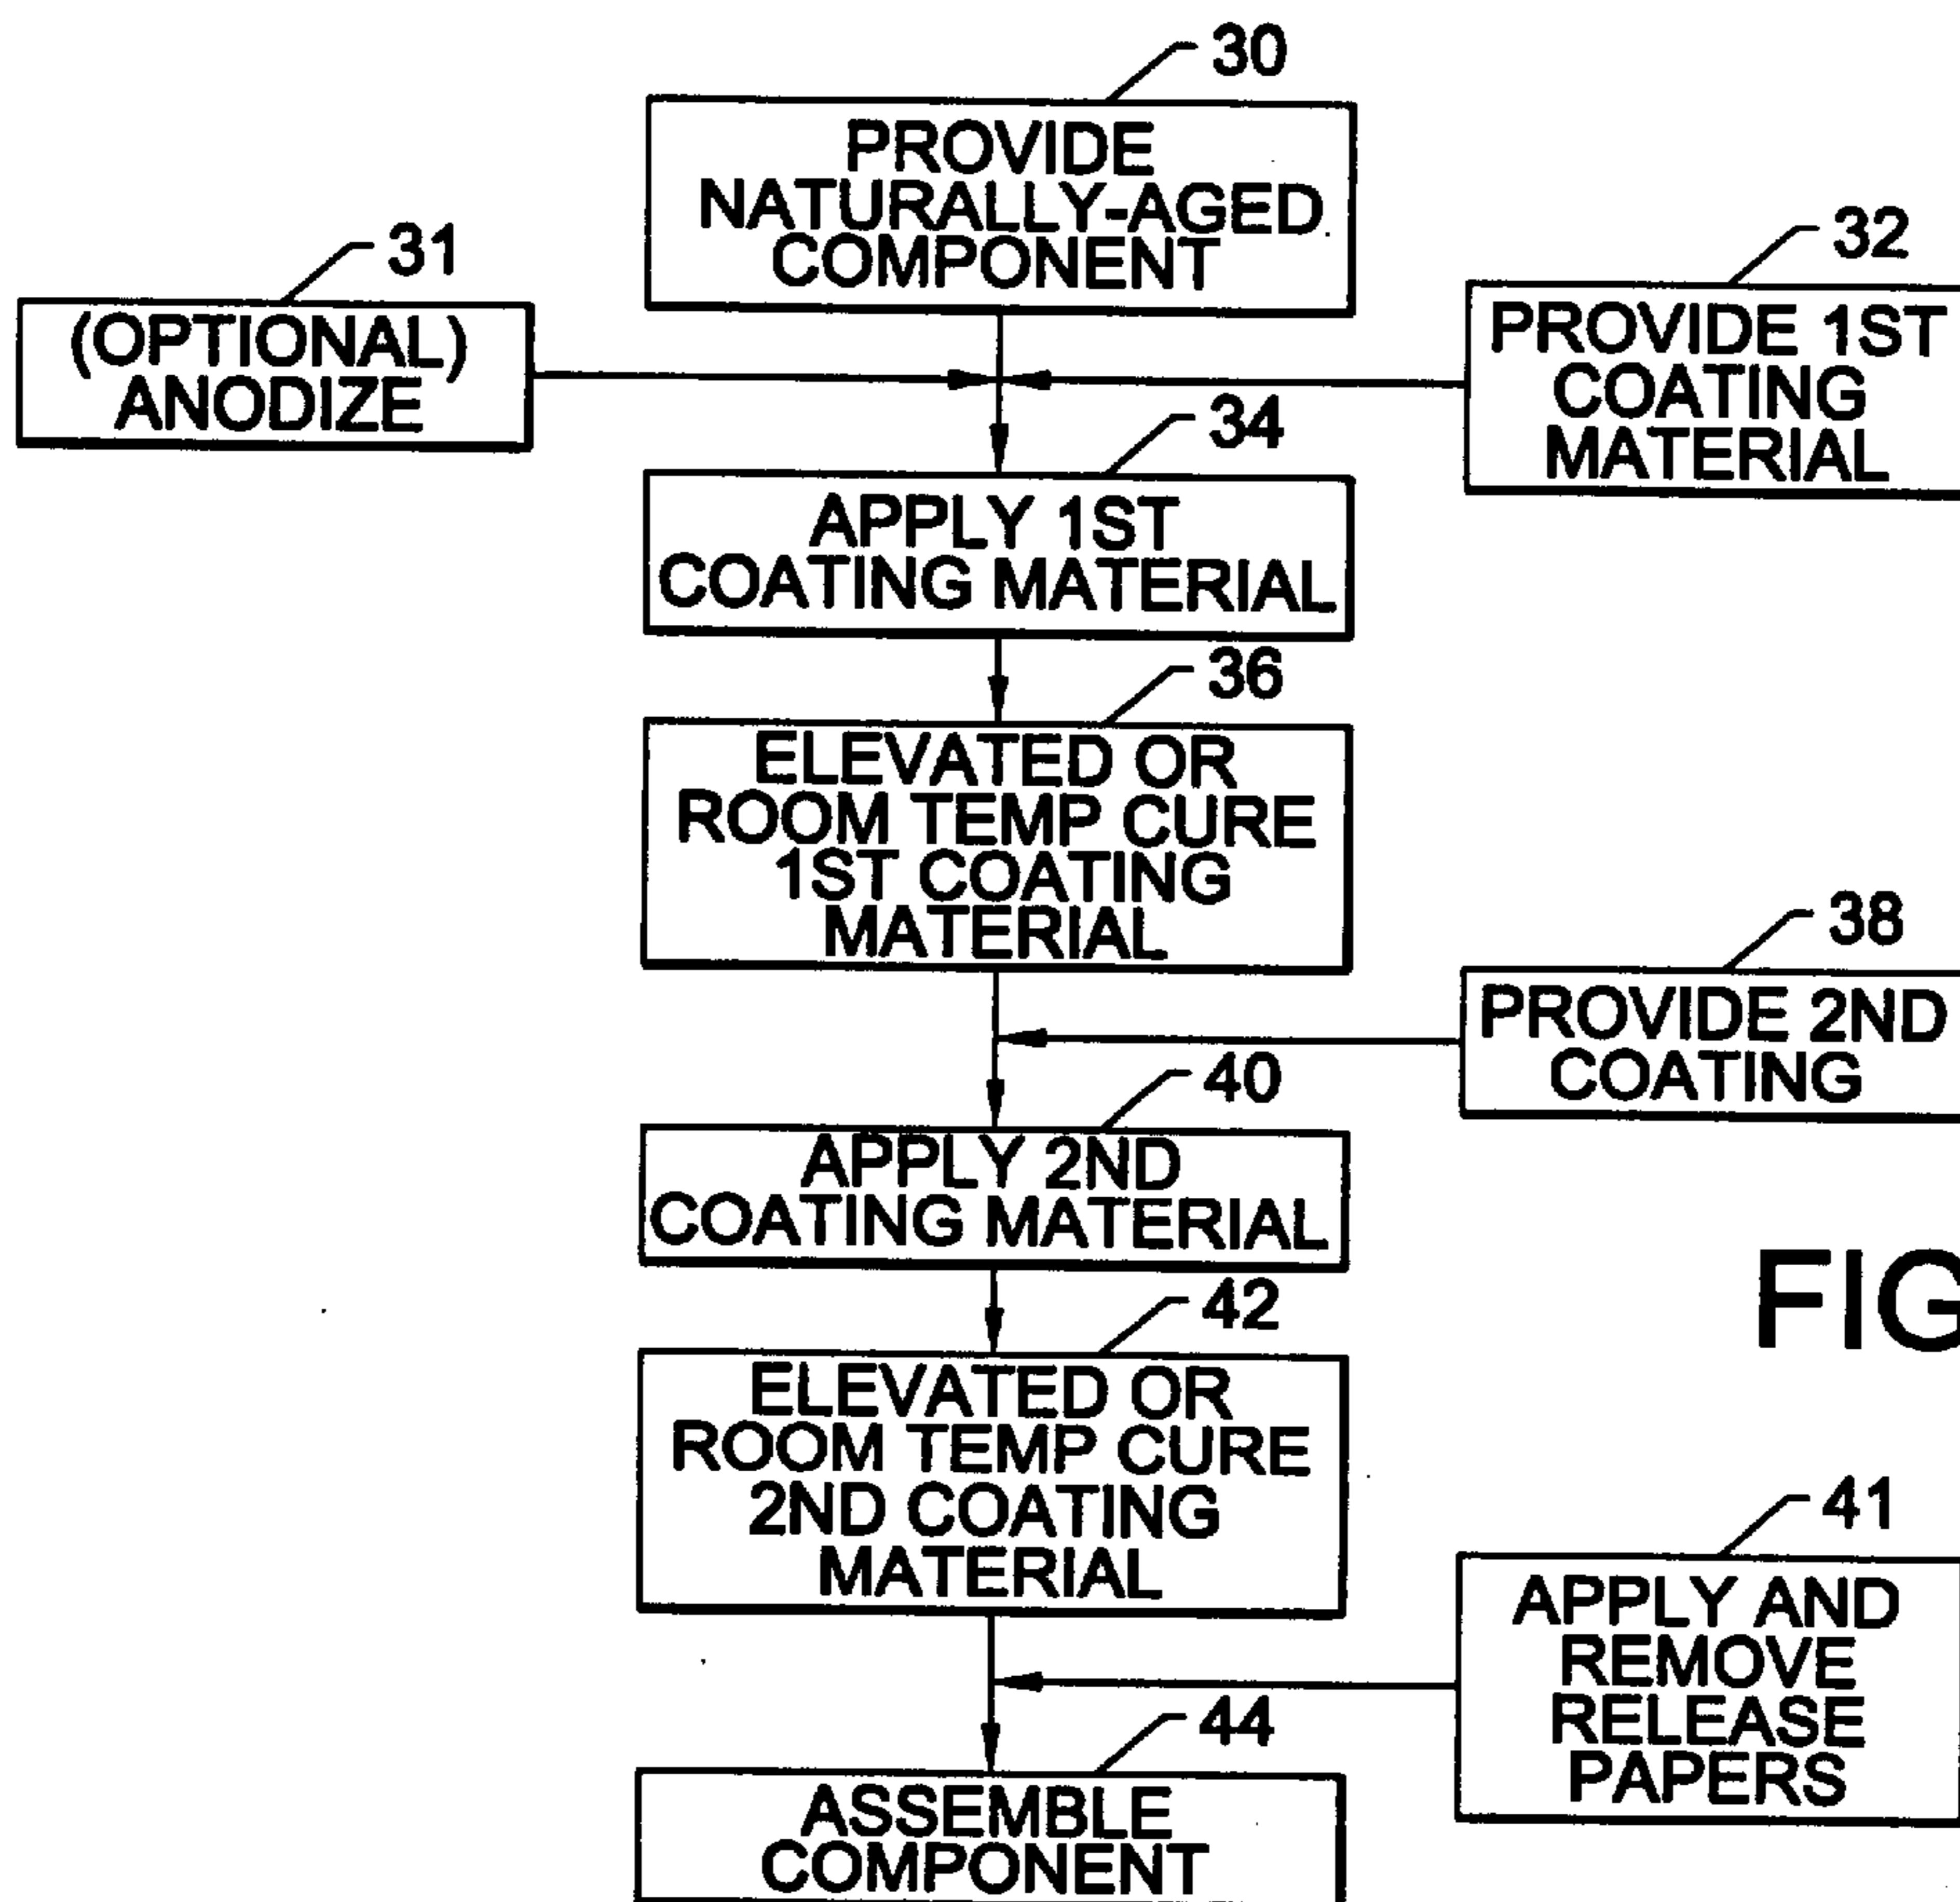 30
PROVIDE
NATURALLY-AGED
COMPONENT
31
(OPTIONAL)
ANODIZE
32
PROVIDE 1ST
COATING
MATERIAL
34
APPLY 1ST
COATING MATERIAL
36
ELEVATED OR
ROOM TEMP CURE
1ST COATING
MATERIAL
38
PROVIDE 2ND
COATING
40
APPLY 2ND
COATING MATERIAL
FIG
42
ELEVATED OR
ROOM TEMP CURE
2ND COATING
MATERIAL
41
APPLY AND
REMOVE
RELEASE
PAPERS
44
ASSEMBLE
COMPONENT